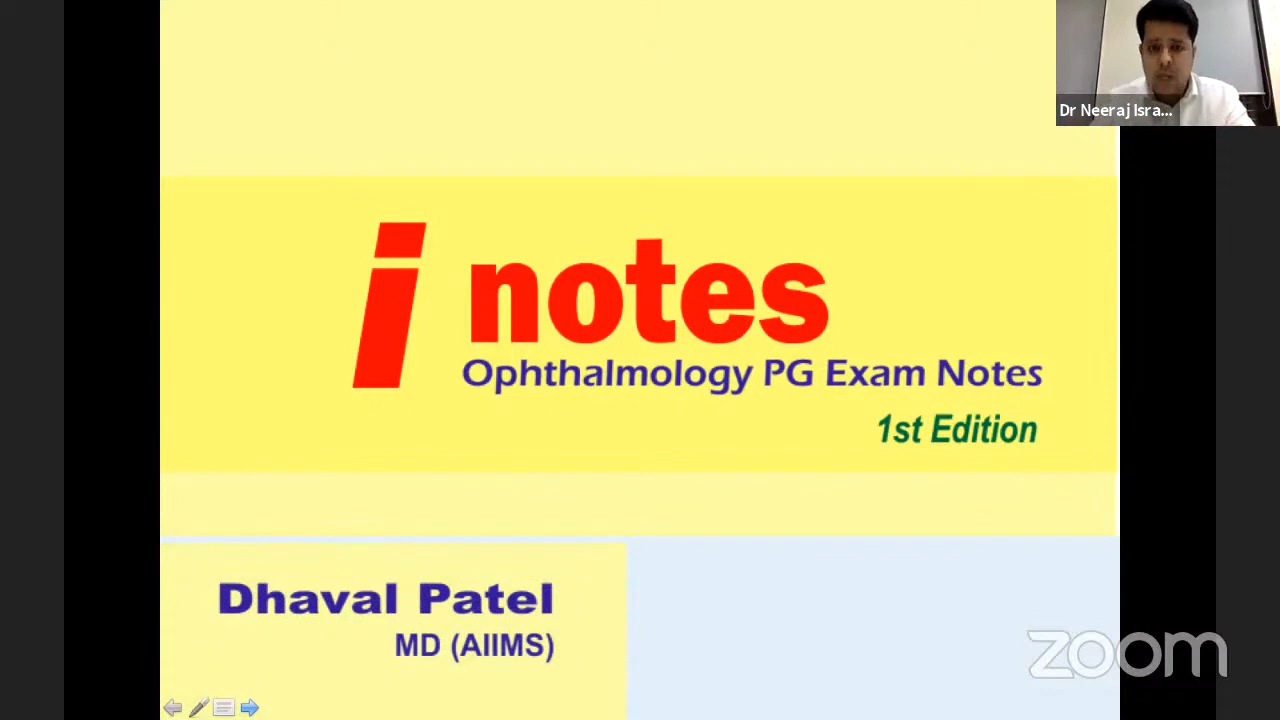 Dr Neeraj Isra...
i notes
Ophthalmology PG Exam Notes
1st Edition
Dhaval Patel
MD (AIIMS)
zoom